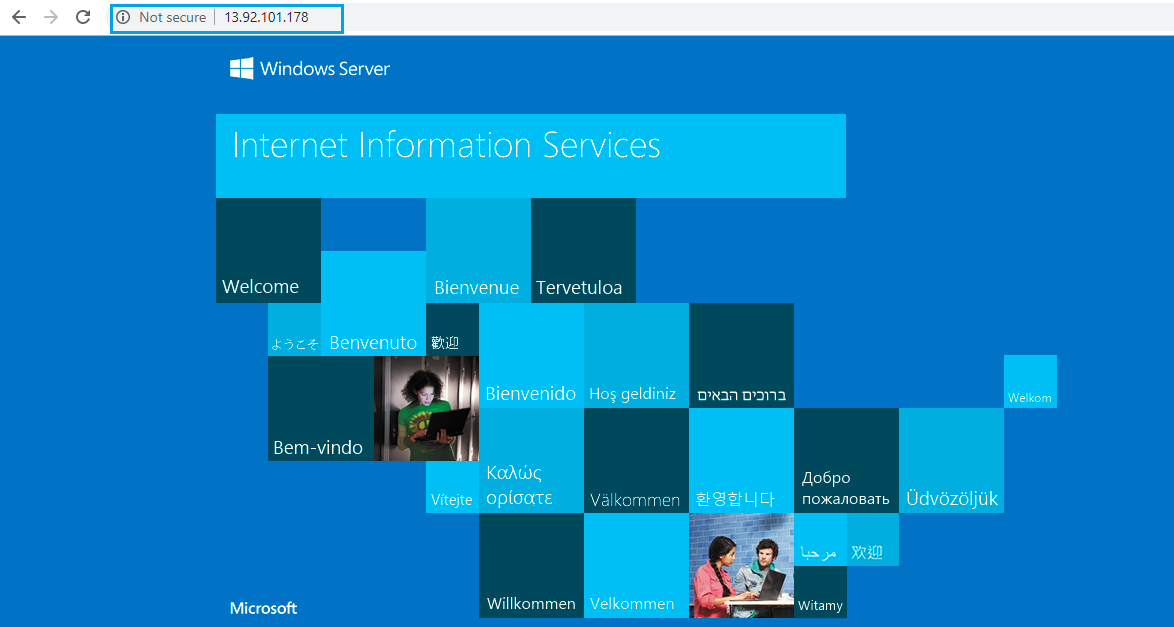 Not secure | 13.92.101.178
Windows Server
Internet Information Services
Welcome
Bienvenue
Tervetuloa
ようこそ
Benvenuto
歡迎
Bienvenido
Hoş geldiniz
ברוכים הבאים
Welkom
Bem-vindo
Vítejte
Καλώς
ορίσατε
Välkommen
환영합니다
Добро
пожаловать
Üdvözöljük
Willkommen
Velkommen
مرحبا
欢迎
Witamy
Microsoft